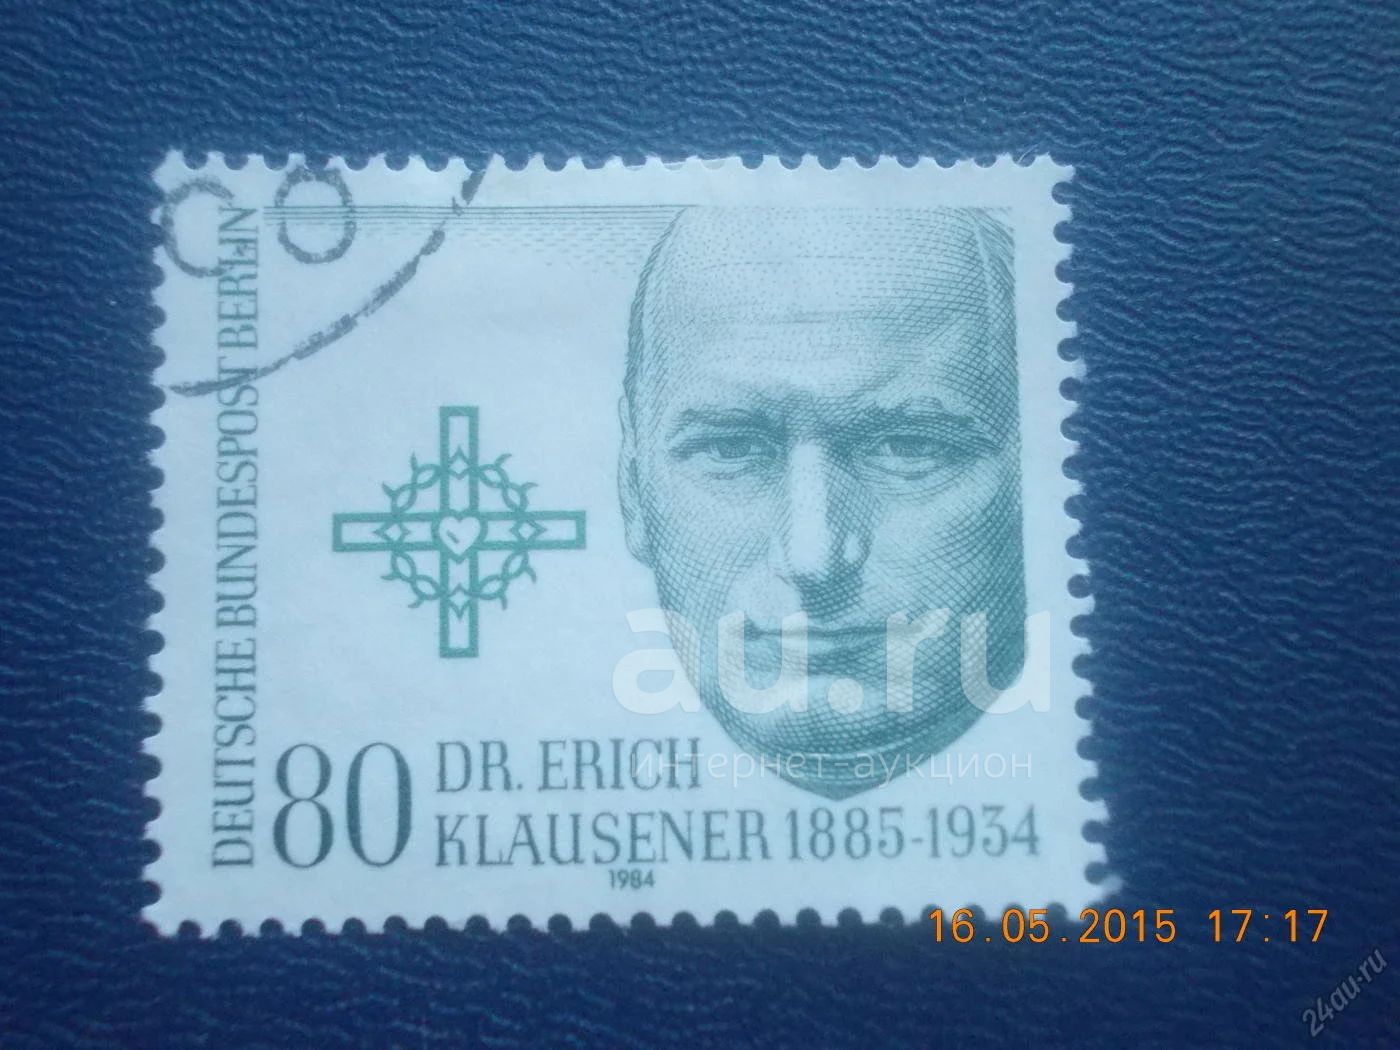 DEUTSCHE BUNDESPOST BERLIN
80
DR. ERICH
KLAUSENER 1885-1934
1984
au.ru
интернет-аукцион
16.05.2015 17:17
24au.ru